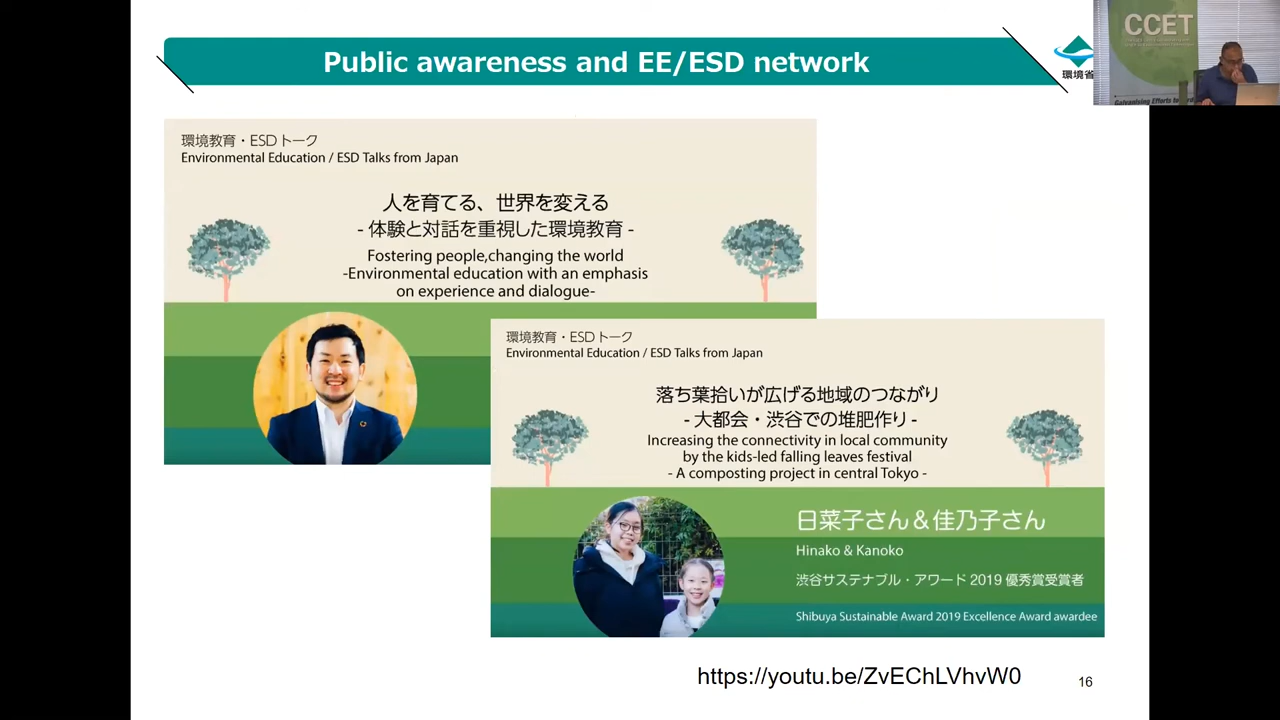 Public awareness and EE/ESD network
環境省
CCET
環境教育・ESDトーク
Environmental Education / ESD Talks from Japan
人を育てる、世界を変える
- 体験と対話を重視した環境教育 -
Fostering people,changing the world
-Environmental education with an emphasis
on experience and dialogue-
環境教育・ESDトーク
Environmental Education / ESD Talks from Japan
落ち葉拾いが広げる地域のつながり
- 大都会・渋谷での堆肥作り -
Increasing the connectivity in local community
by the kids-led falling leaves festival
- A composting project in central Tokyo -
日菜子さん＆佳乃子さん
Hinako & Kanoko
渋谷サステナブル・アワード2019 優秀賞受賞者
Shibuya Sustainable Award 2019 Excellence Award awardee
https://youtu.be/ZvEChLVhvW0
16